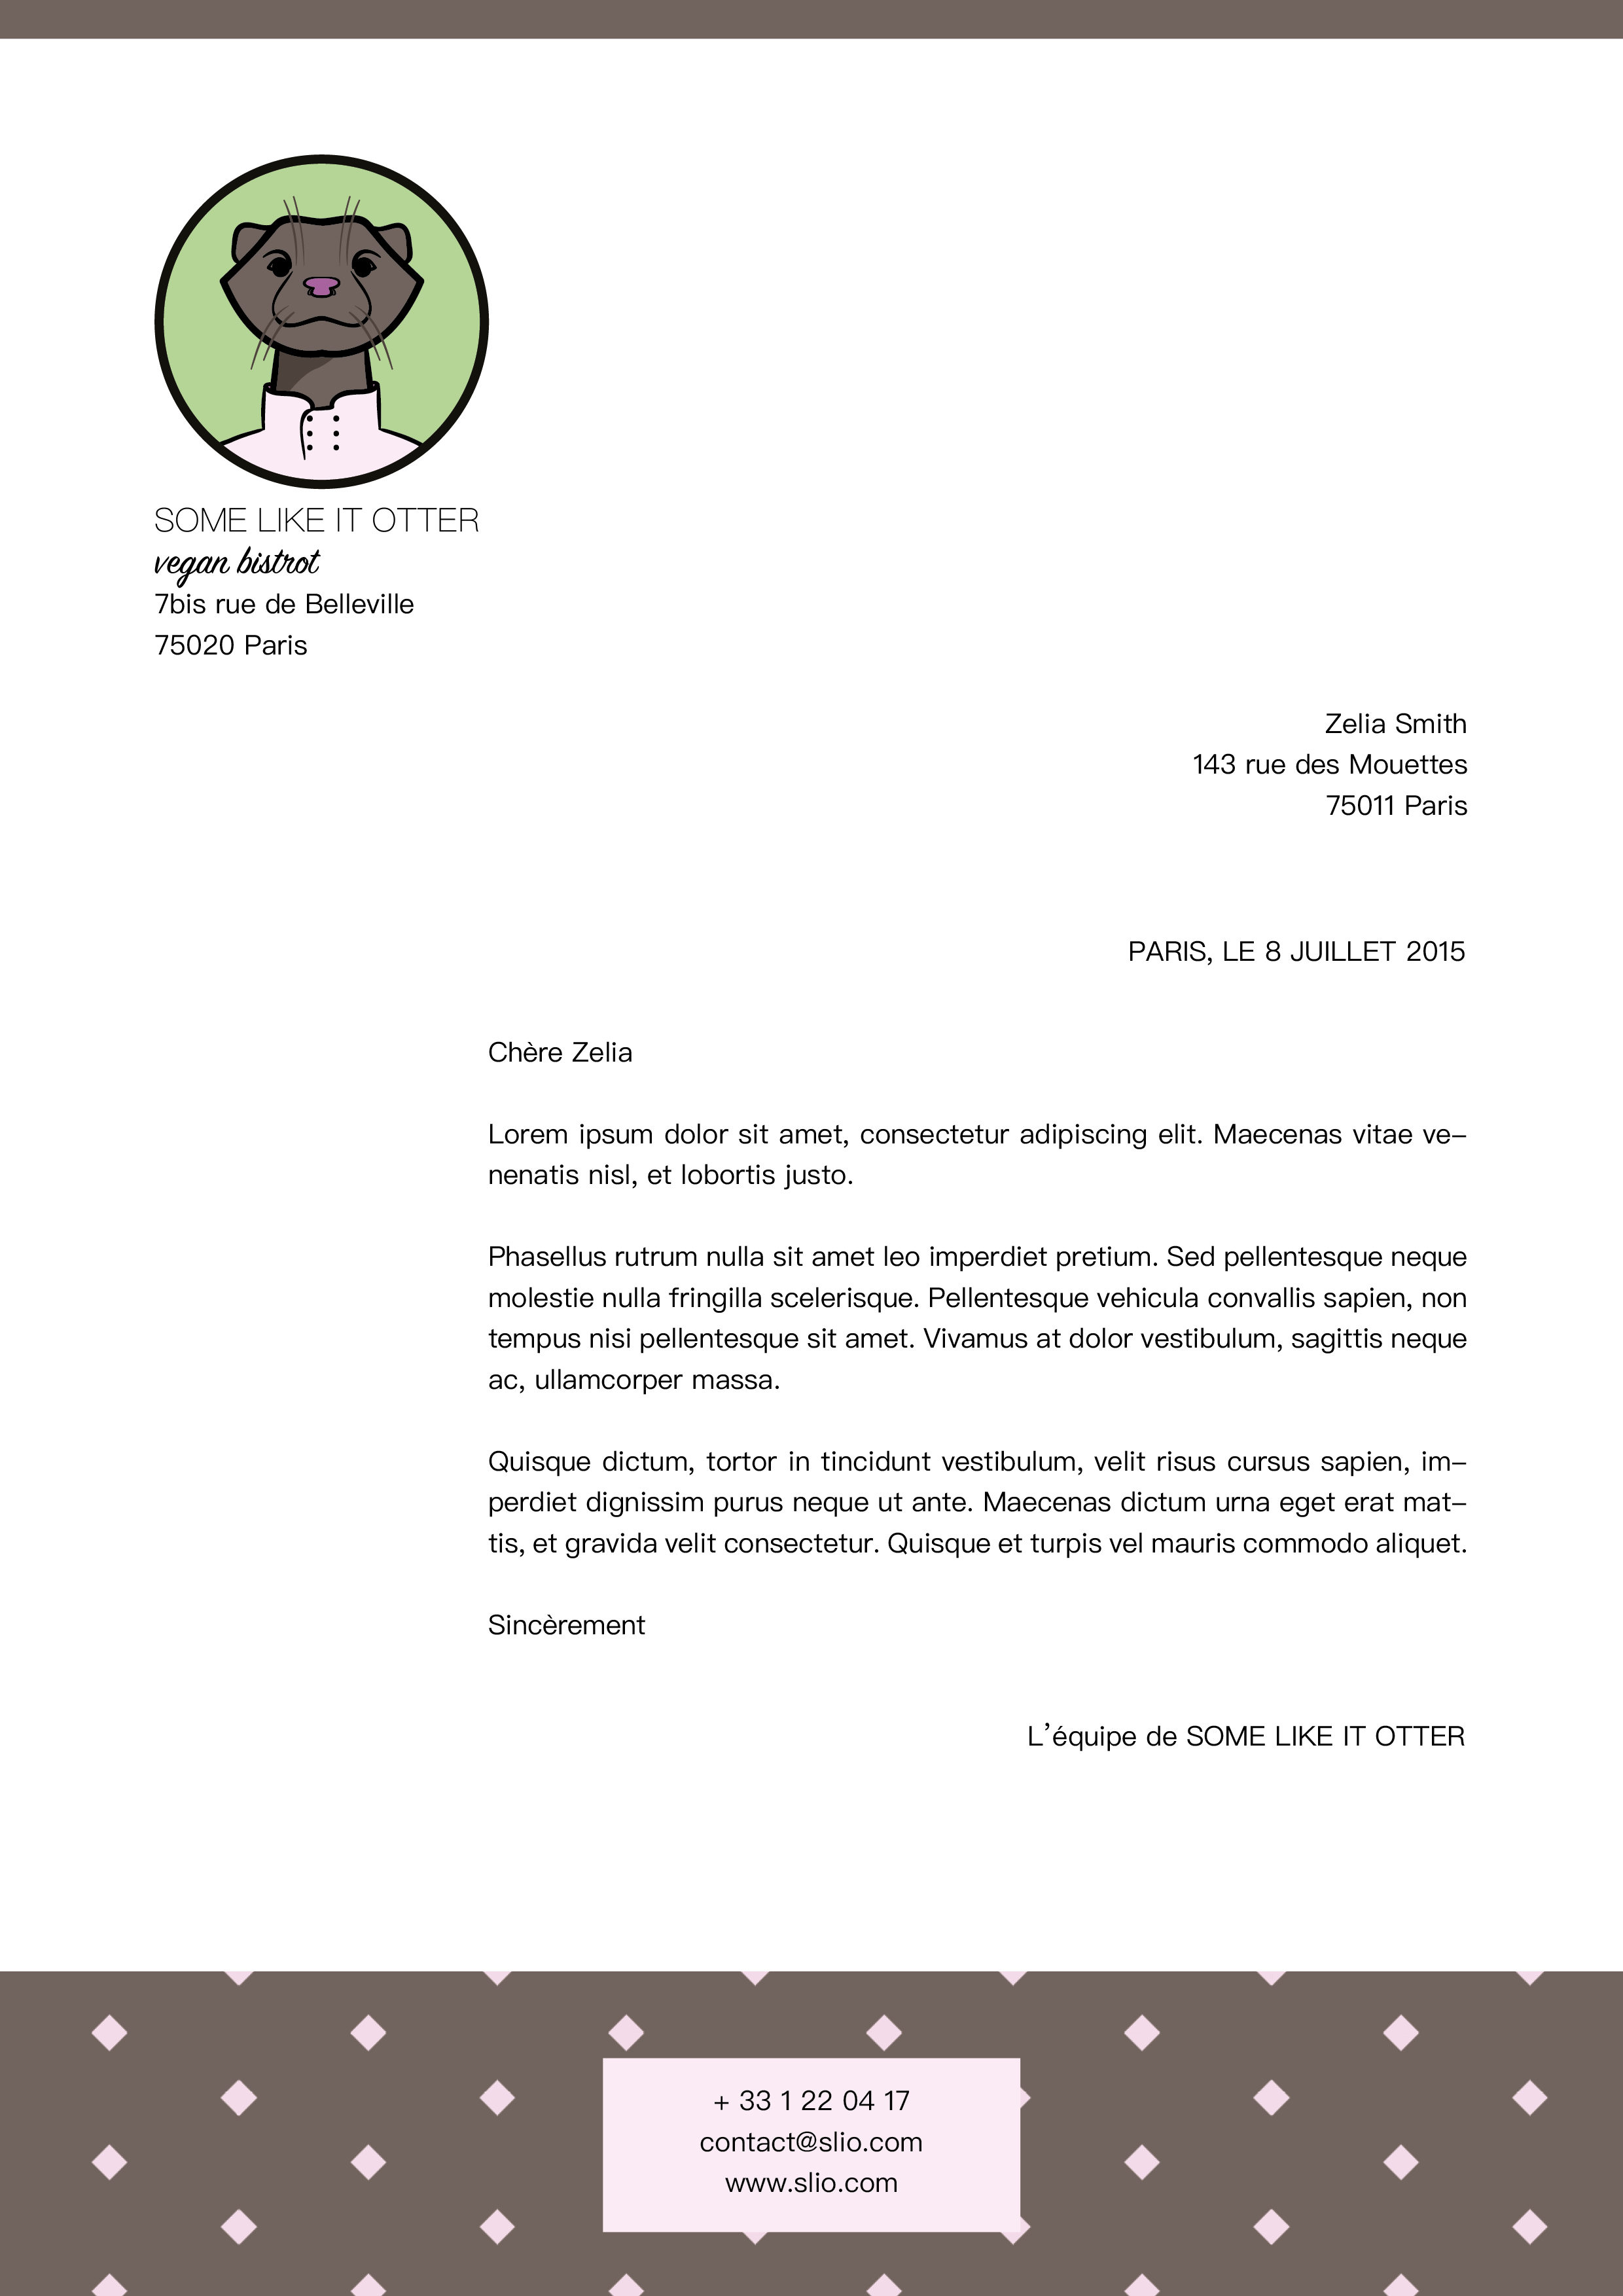 SOME LIKE IT OTTER
vegan bistrot
7bis rue de Belleville
75020 Paris
Zelia Smith
143 rue des Mouettes
75011 Paris
PARIS, LE 8 JUILLET 2015
Chère Zelia
Lorem ipsum dolor sit amet, consectetur adipiscing elit. Maecenas vitae ve-
nenatis nisl, et lobortis justo.
Phasellus rutrum nulla sit amet leo imperdiet pretium. Sed pellentesque neque
molestie nulla fringilla scelerisque. Pellentesque vehicula convallis sapien, non
tempus nisi pellentesque sit amet. Vivamus at dolor vestibulum, sagittis neque
ac, ullamcorper massa.
Quisque dictum, tortor in tincidunt vestibulum, velit risus cursus sapien, im-
perdiet dignissim purus neque ut ante. Maecenas dictum urna eget erat mat-
tis, et gravida velit consectetur. Quisque et turpis vel mauris commodo aliquet.
Sincèrement
L’équipe de SOME LIKE IT OTTER
+ 33 1 22 04 17
contact@slio.com
www.slio.com